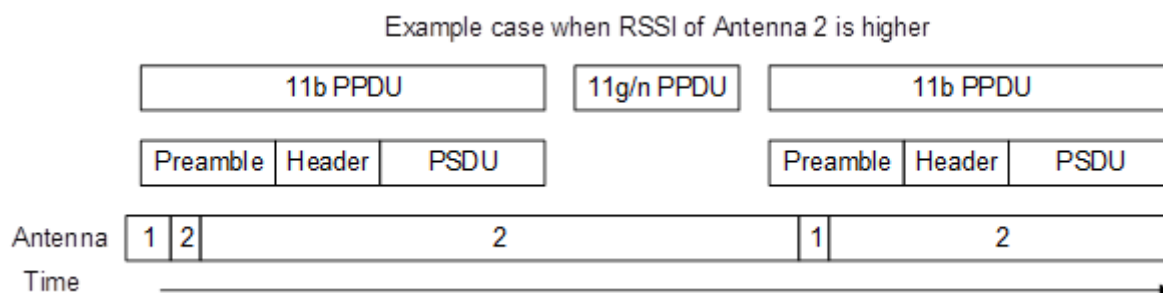 Example case when RSSI of Antenna 2 is higher
11b PPDU 11g/n PPDU 11b PPDU
Preamble Header PSDU Preamble Header PSDU
Antenna 1 2 2 1 2
Time